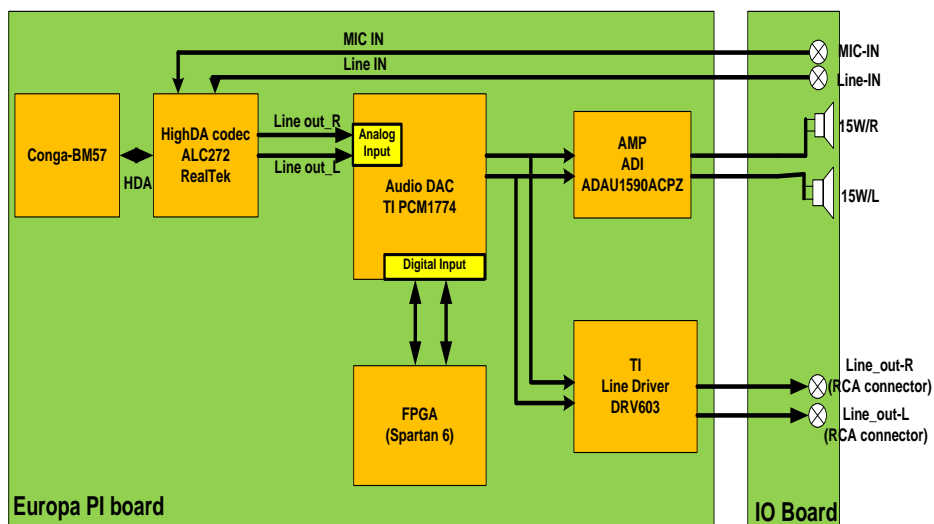 MIC IN
MIC-IN
Line IN
Line-IN
Conga-BM57
HDA
HighDA codec
ALC272
RealTek
Line out_R
Line out_L
Analog
Input
Audio DAC
TI PCM1774
Digital Input
AMP
ADI
ADAU1590ACPZ
15W/R
15W/L
FPGA
(Spartan 6)
TI
Line Driver
DRV603
Line_out-R
(RCA connector)
Line_out-L
(RCA connector)
Europa PI board
IO Board